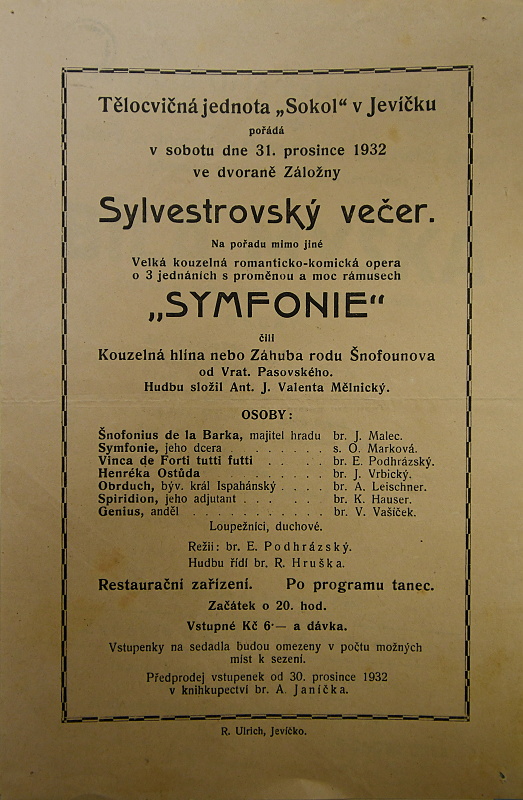 Tělocvičná jednota „Sokol“ v Jevíčku
pořádá
v sobotu dne 31. prosince 1932
ve dvoraně Záložny
Sylvestrovský večer.
Na pořadu mimo jiné
Velká kouzelná romanticko-komická opera
o 3 jednáních s proměnou a moc rámusech
„SYMFONIE“
čili
Kouzelná hlína nebo Záhuba rodu Šnofounova
od Vrat. Pasovského.
Hudbu složil Ant. J. Valenta Mělnický.
OSOBY:
Šnofonius de la Barka, majitel hradu br. J. Malec.
Symfonie, jeho dcera . . . . . . . s. O. Marková.
Vinca de Forti tutti futti . . . . br. E. Podhrázský.
Henréka Ostůda . . . . . . . . br. J. Vrbický.
Obrduch, býv. král Ispahánský . . . . br. A. Leischner.
Spiridion, jeho adjutant . . . . . . br. K. Hauser.
Genius, anděl . . . . . . . . . . . br. V. Vašíček.
Loupežníci, duchové.
Režii: br. E. Podhrázský.
Hudbu řídí br. R. Hruška.
Restaurační zařízení. Po programu tanec.
Začátek o 20. hod.
Vstupné Kč 6·— a dávka.
Vstupenky na sedadla budou omezeny v počtu možných
míst k sezení.
Předprodej vstupenek od 30. prosince 1932
v knihkupectví br. A. Janíčka.
R. Ulrich, Jevíčko.